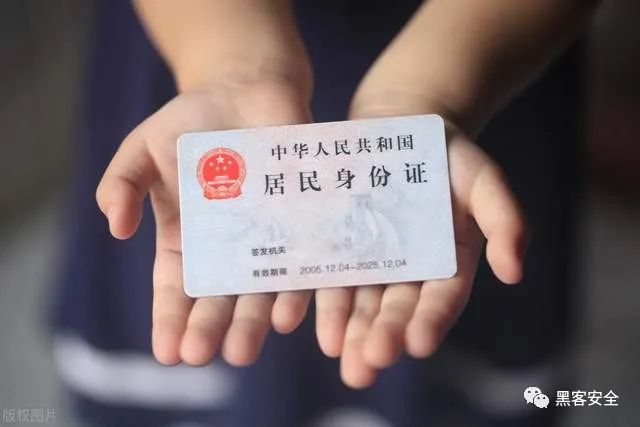 中华人民共和国
居民身份证
签发机关
有效期限 2005.12.04-2025.12.04
版权图片
黑客安全